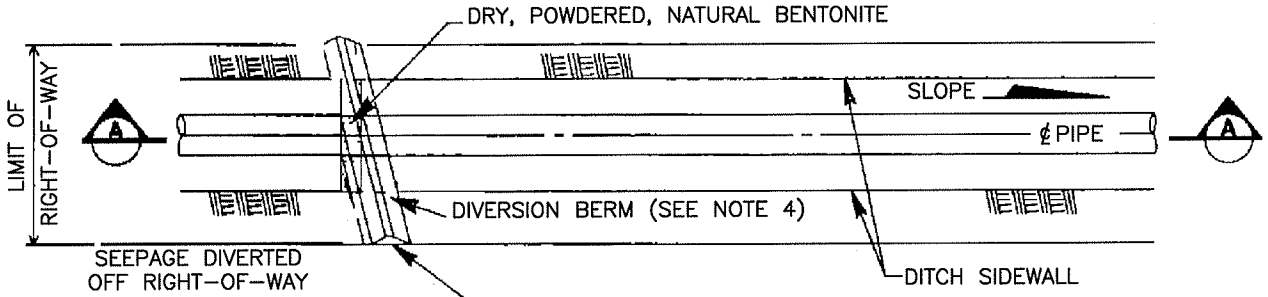 DRY, POWDERED, NATURAL BENTONITE
LIMIT OF
RIGHT-OF-WAY
SLOPE
A
A
℄ PIPE
DIVERSION BERM (SEE NOTE 4)
SEEPAGE DIVERTED
OFF RIGHT-OF-WAY
DITCH SIDEWALL